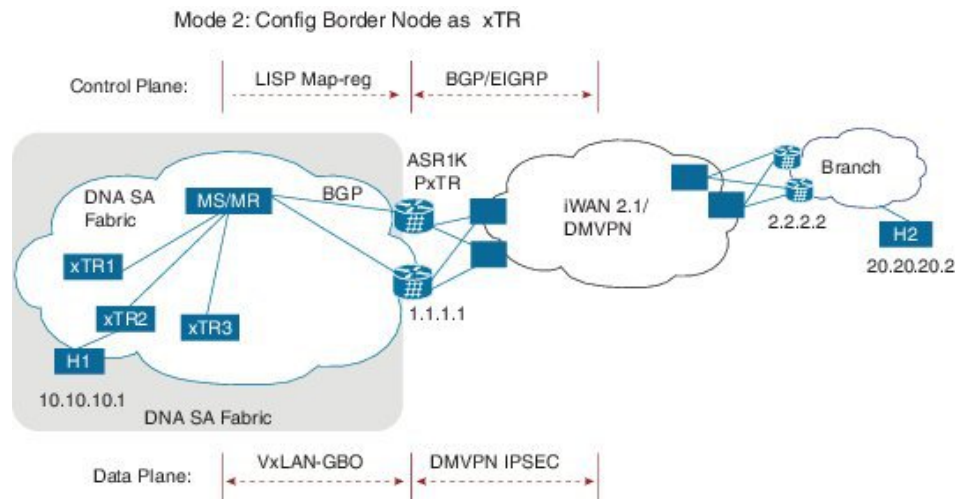 Mode 2: Config Border Node as xTR
Control Plane:
LISP Map-reg
BGP/EIGRP
DNA SA
Fabric
MS/MR
BGP
ASR1K
PxTR
iWAN 2.1/
DMVPN
Branch
2.2.2.2
H2
20.20.20.2
xTR1
xTR2
xTR3
1.1.1.1
H1
10.10.10.1
DNA SA Fabric
Data Plane:
VxLAN-GBO
DMVPN IPSEC